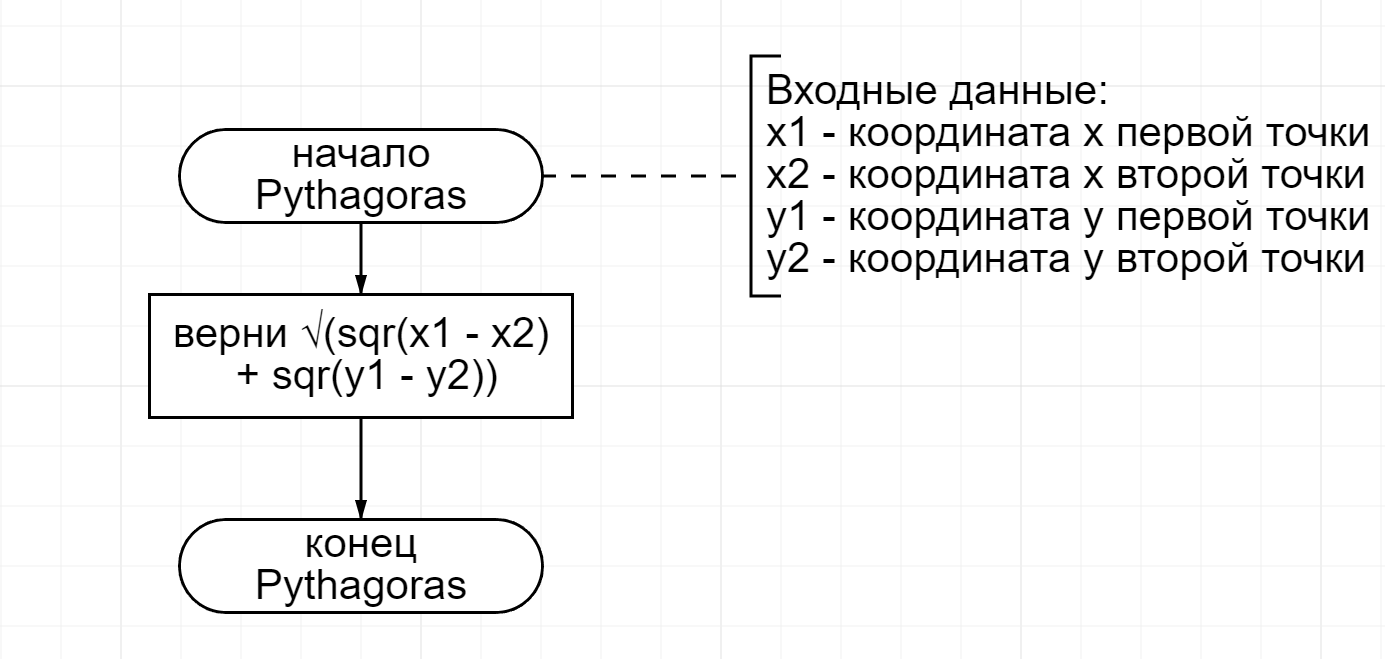 начало
Pythagoras
Входные данные:
x1 - координата x первой точки
x2 - координата x второй точки
y1 - координата y первой точки
y2 - координата y второй точки
верни √(sqr(x1 - x2)
+ sqr(y1 - y2))
конец
Pythagoras